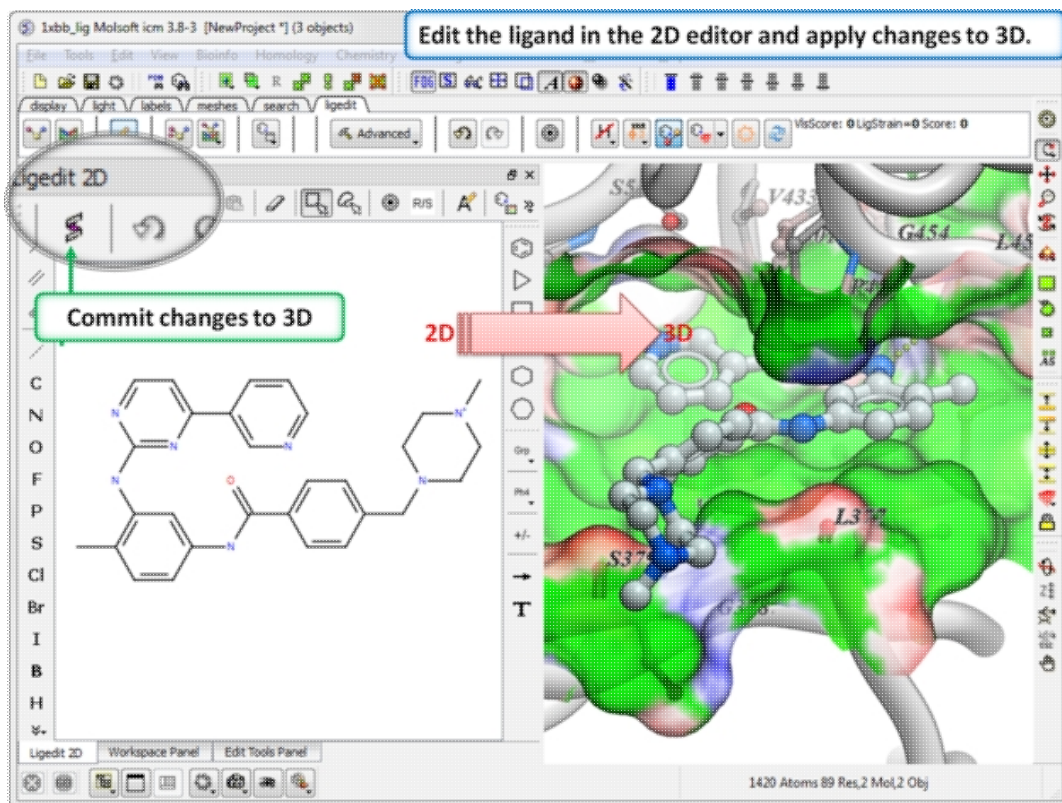 1xbb_lig Molsoft icm 3.8-3 [NewProject *] (3 objects)
Edit the ligand in the 2D editor and apply changes to 3D.
File Tools Edit View Bioinfo Homology Chemistry
display light labels meshes search ligedit
Advanced
VlsScore: 0 LigStrain=0 Score: 0
Ligedit 2D
R/S
Commit changes to 3D
2D
3D
V433
G454
C
N
O
F
P
S
Cl
Br
I
B
H
Grp
Ph4
+/-
T
N
N
N
N
N
O
N
N+
N
AS
Ligedit 2D Workspace Panel Edit Tools Panel
1420 Atoms 89 Res,2 Mol,2 Obj